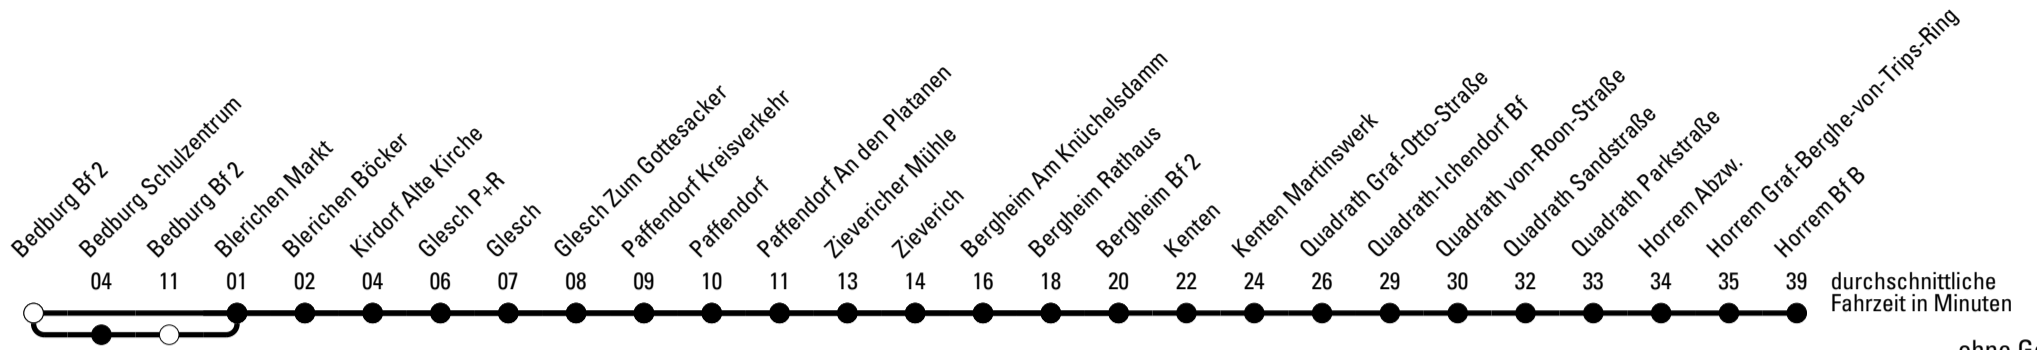 Bedburg Bf 2
Bedburg Schulzentrum
Bedburg Bf 2
Blerichen Markt
Blerichen Böcker
Kirdorf Alte Kirche
Glesch P+R
Glesch
Glesch Zum Gottesacker
Paffendorf Kreisverkehr
Paffendorf
Paffendorf An den Platanen
Zievericher Mühle
Zieverich
Bergheim Am Knüchelsdamm
Bergheim Rathaus
Bergheim Bf 2
Kenten
Kenten Martinswerk
Quadrath Graf-Otto-Straße
Quadrath-Ichendorf Bf
Quadrath von-Roon-Straße
Quadrath Sandstraße
Quadrath Parkstraße
Horrem Abzw.
Horrem Graf-Berghe-von-Trips-Ring
Horrem Bf B
04 11 01 02 04 06 07 08 09 10 11 13 14 16 18 20 22 24 26 29 30 32 33 34 35 39
durchschnittliche
Fahrzeit in Minuten
ohne